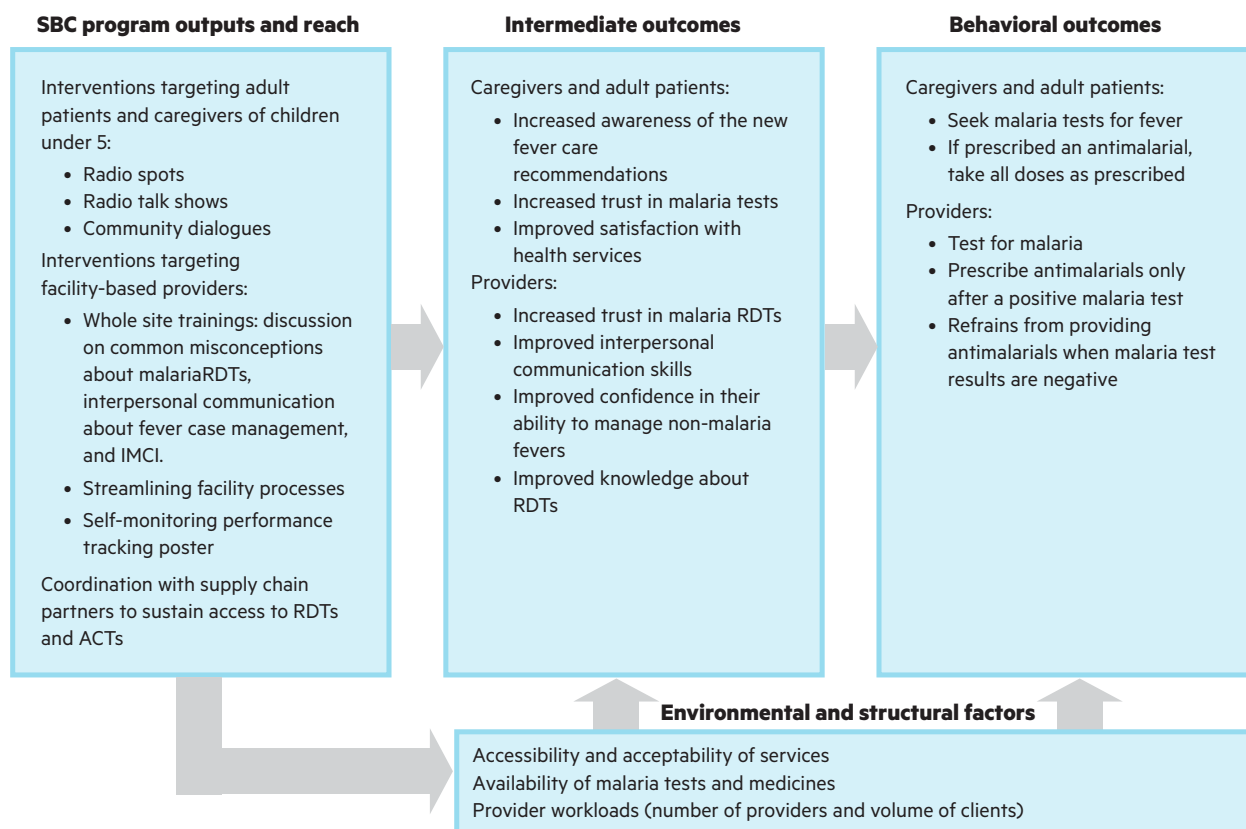 SBC program outputs and reach
Interventions targeting adult
patients and caregivers of children
under 5:
• Radio spots
• Radio talk shows
• Community dialogues
Interventions targeting
facility-based providers:
• Whole site trainings: discussion
on common misconceptions
about malariaRDTs,
interpersonal communication
about fever case management,
and IMCI.
• Streamlining facility processes
• Self-monitoring performance
tracking poster
Coordination with supply chain
partners to sustain access to RDTs
and ACTs
Intermediate outcomes
Caregivers and adult patients:
• Increased awareness of the new
fever care
recommendations
• Increased trust in malaria tests
• Improved satisfaction with
health services
Providers:
• Increased trust in malaria RDTs
• Improved interpersonal
communication skills
• Improved confidence in their
ability to manage non-malaria
fevers
• Improved knowledge about
RDTs
Behavioral outcomes
Caregivers and adult patients:
• Seek malaria tests for fever
• If prescribed an antimalarial,
take all doses as prescribed
Providers:
• Test for malaria
• Prescribe antimalarials only
after a positive malaria test
• Refrains from providing
antimalarials when malaria test
results are negative
Environmental and structural factors
Accessibility and acceptability of services
Availability of malaria tests and medicines
Provider workloads (number of providers and volume of clients)